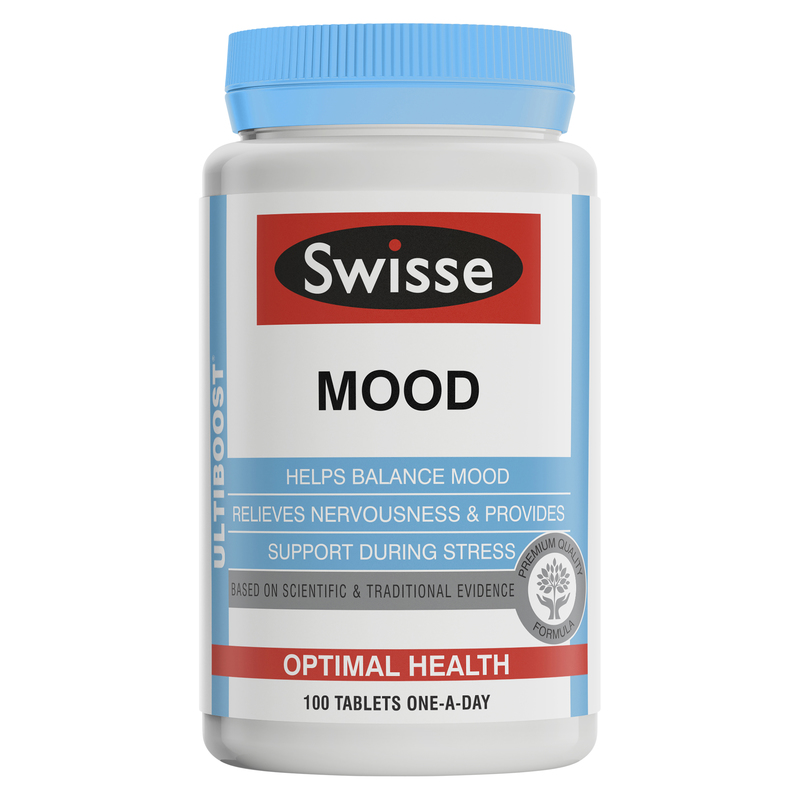 Swisse
MOOD
ULTIBOOST®
HELPS BALANCE MOOD
RELIEVES NERVOUSNESS & PROVIDES
SUPPORT DURING STRESS
BASED ON SCIENTIFIC & TRADITIONAL EVIDENCE
PREMIUM QUALITY
FORMULA
OPTIMAL HEALTH
100 TABLETS ONE-A-DAY